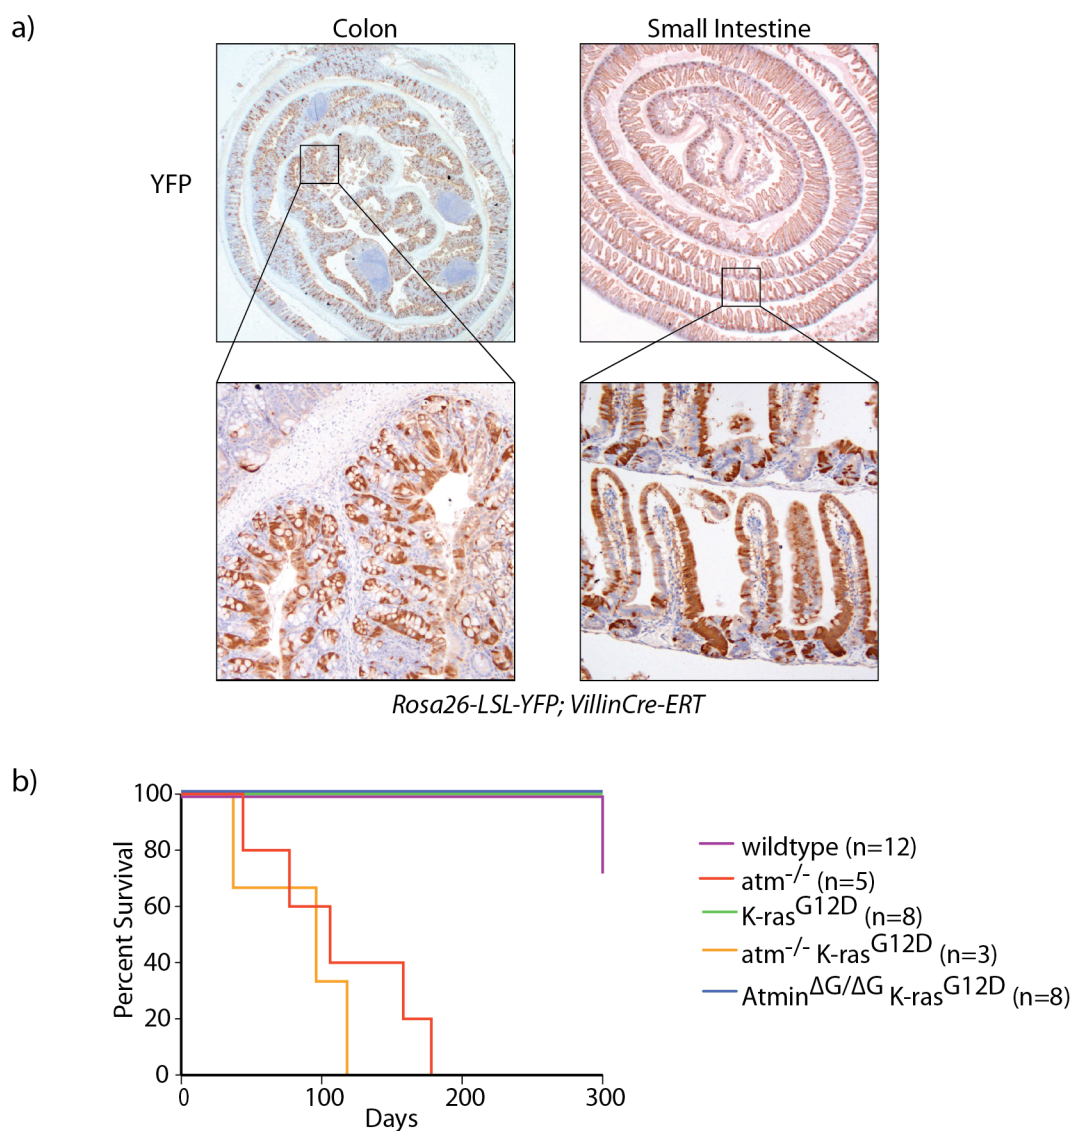 a)
Colon
Small Intestine
YFP
Rosa26-LSL-YFP; VillinCre-ERT
b)
100
80
60
40
20
0
Percent Survival
0
100
200
300
Days
wildtype (n=12)
atm-/- (n=5)
K-rasG12D (n=8)
atm-/- K-rasG12D (n=3)
AtminΔG/ΔG K-rasG12D (n=8)